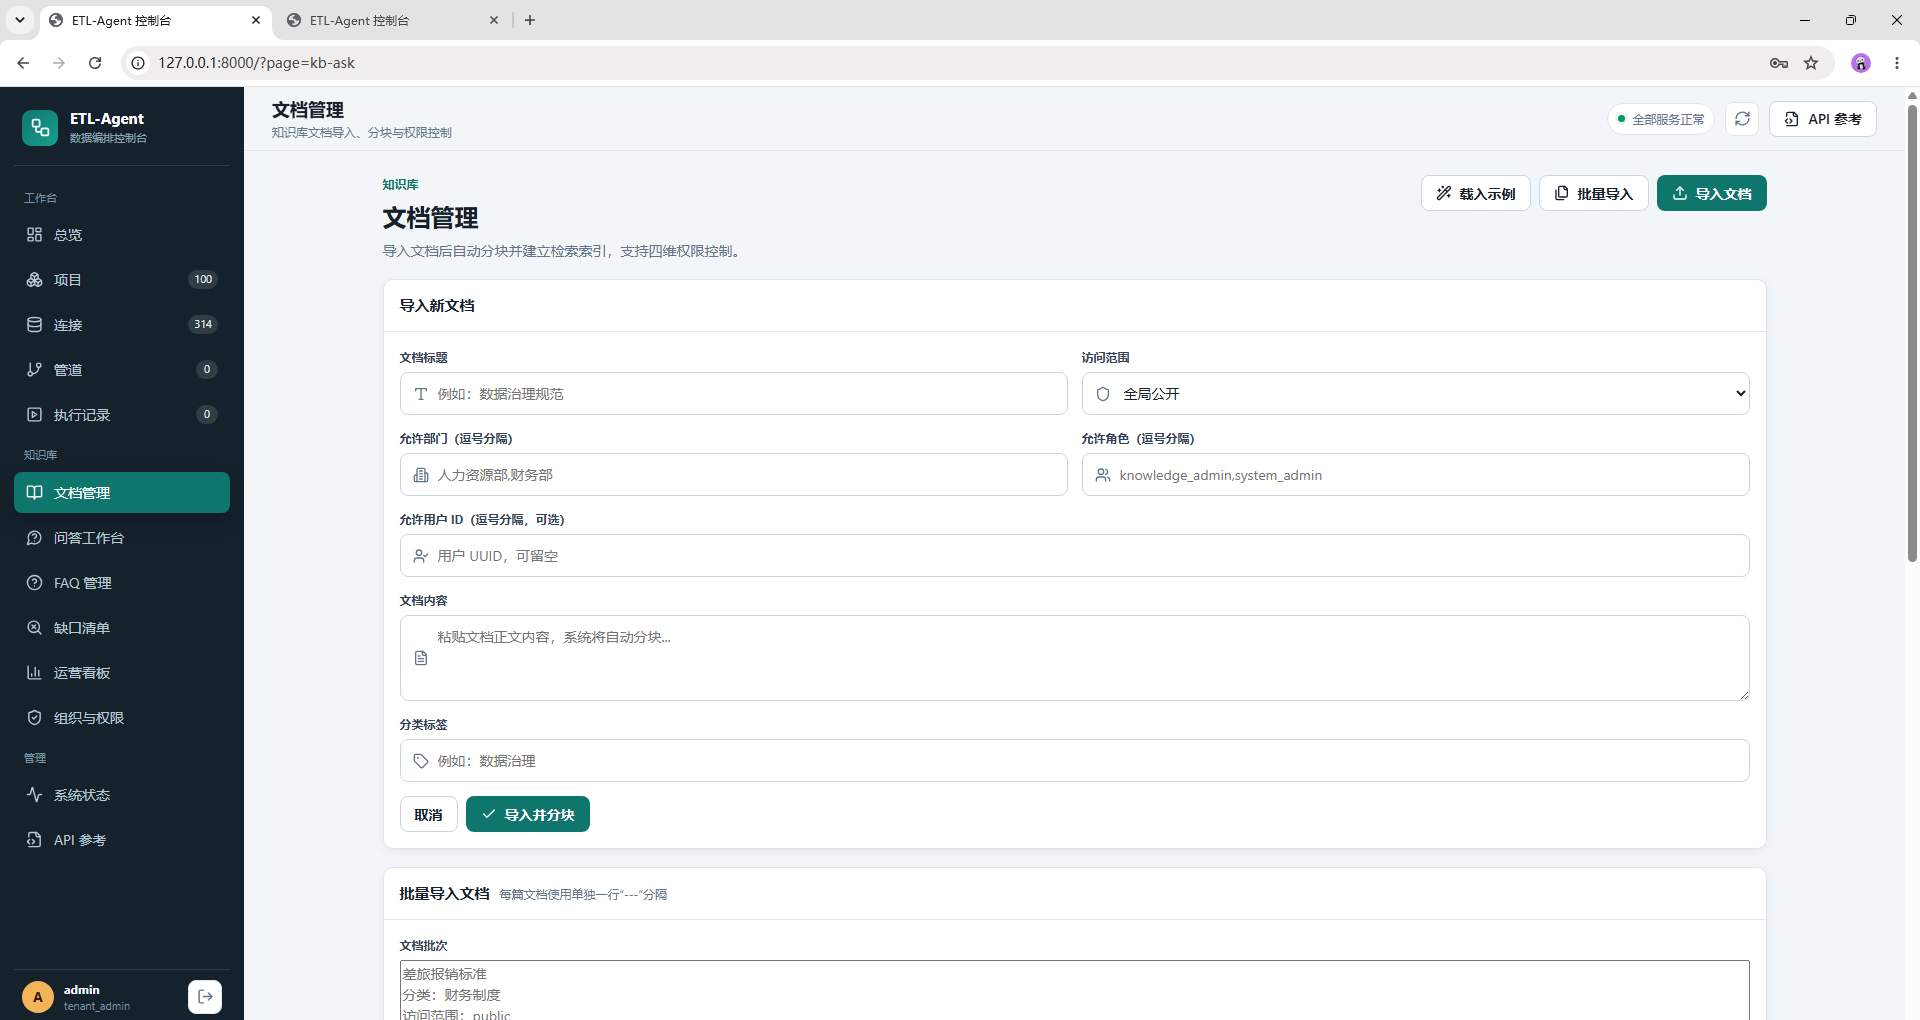 ETL-Agent 控制台
ETL-Agent 控制台
127.0.0.1:8000/?page=kb-ask
ETL-Agent
数据编排控制台
工作台
总览
项目 100
连接 314
管道 0
执行记录 0
知识库
文档管理
问答工作台
FAQ 管理
缺口清单
运营看板
组织与权限
管理
系统状态
API 参考
A
admin
tenant_admin
文档管理
知识库文档导入、分块与权限控制
全部服务正常
API 参考
知识库
文档管理
导入文档后自动分块并建立检索索引，支持四维权限控制。
载入示例
批量导入
导入文档
导入新文档
文档标题
例如：数据治理规范
访问范围
全局公开
允许部门（逗号分隔）
人力资源部,财务部
允许角色（逗号分隔）
knowledge_admin,system_admin
允许用户 ID（逗号分隔，可选）
用户 UUID，可留空
文档内容
粘贴文档正文内容，系统将自动分块...
分类标签
例如：数据治理
取消
导入并分块
批量导入文档 每篇文档使用单独一行“---”分隔
文档批次
差旅报销标准
分类：财务制度
访问范围：public